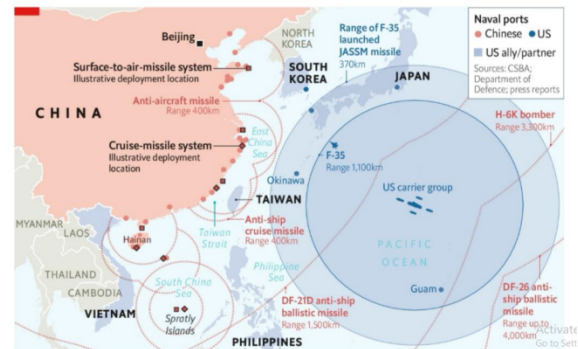 Beijing
NORTH
KOREA
Range of F-35
launched
JASSM missile
370km
Naval ports
Chinese US
US ally/partner
Sources: CSBA;
Department of
Defence; press reports
Surface-to-air-missile system
Illustrative deployment location
SOUTH
KOREA
JAPAN
Anti-aircraft missile
Range 400km
CHINA
H-6K bomber
Range 3,300km
East
China
Sea
Cruise-missile system
Illustrative deployment
location
F-35
Range 1,100km
Okinawa
US carrier group
TAIWAN
MYANMAR
LAOS
Hainan
Taiwan
Strait
Anti-ship
cruise missile
Range 400km
PACIFIC
OCEAN
THAILAND
CAMBODIA
VIETNAM
South China
Sea
Philippine
Sea
Guam
DF-21D anti-ship
ballistic missile
Range 1,500km
DF-26 anti-
ship ballistic
missile
Range up to
4,000km
Spratly
Islands
PHILIPPINES
Activate
Go to Sett